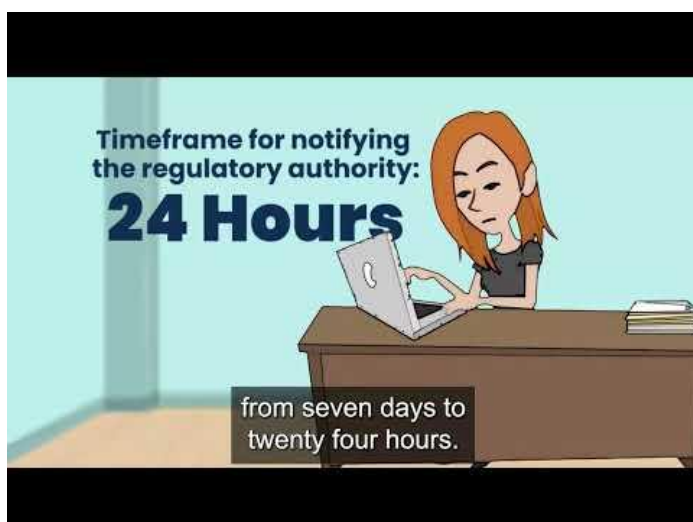 Timeframe for notifying
the regulatory authority:
24 Hours
from seven days to
twenty four hours.